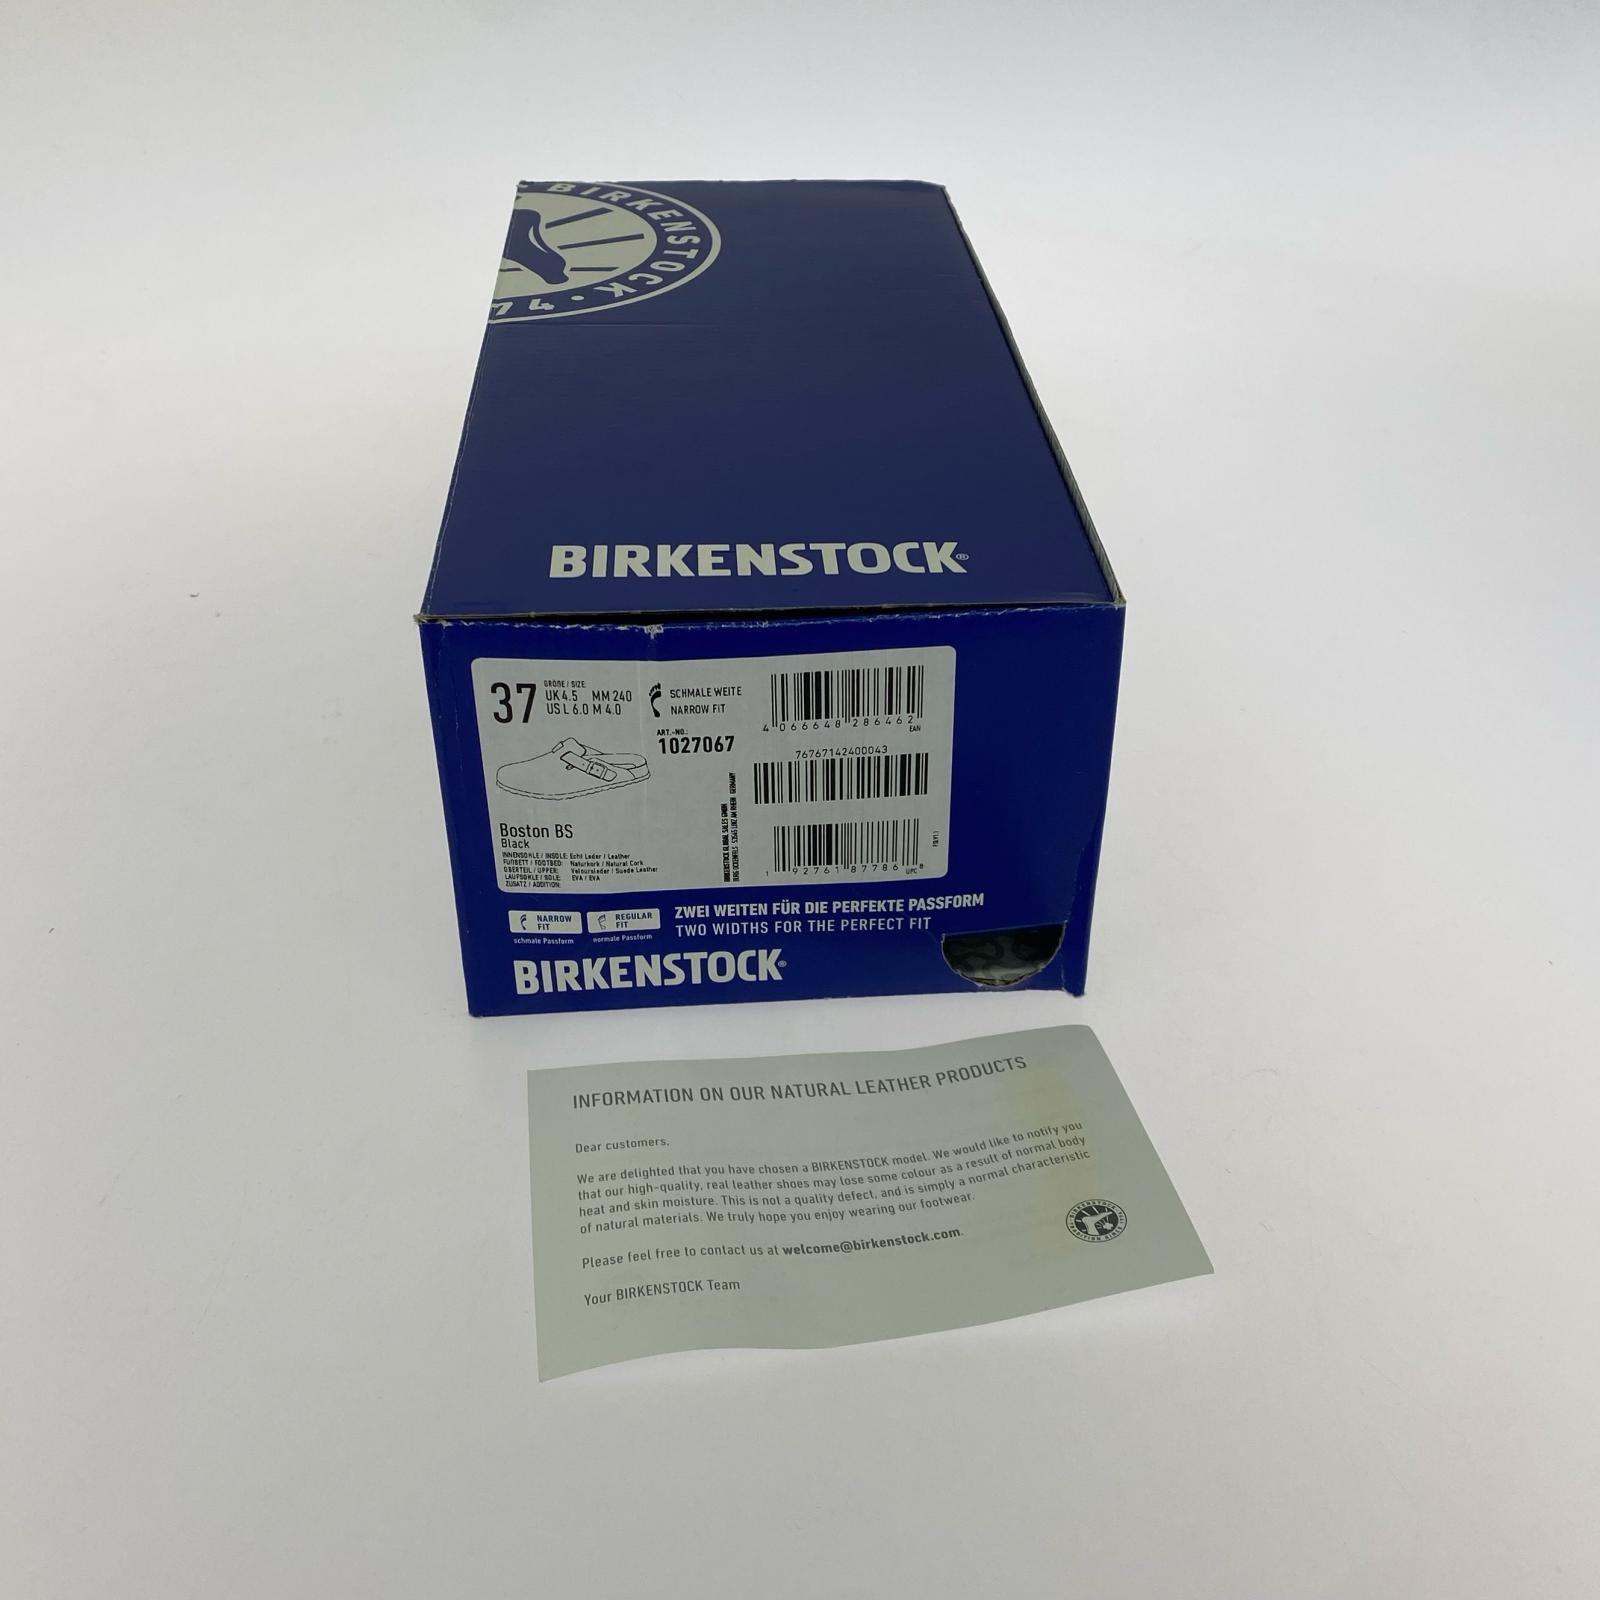 BIRKENSTOCK
74
BIRKENSTOCK®
37
GRÖßE / SIZE:
UK 4.5 MM 240
US L 6.0 M 4.0
SCHMALE WEITE
NARROW FIT
ART.-NO.:
1027067
4 066648 286462
EAN
76767142400043
Boston BS
Black
INNENSOHLE / INSOLE: Echt Leder / Leather
FUßBETT / FOOTBED: Naturkork / Natural Cork
OBERTEIL / UPPER: Veloursleder / Suede Leather
LAUFSOHLE / SOLE: EVA / EVA
ZUSATZ / ADDITION:
BIRKENSTOCK GLOBAL SALES GMBH
1 92761 87786 8
UPC
NARROW FIT
schmale Passform
REGULAR FIT
normale Passform
ZWEI WEITEN FÜR DIE PERFEKTE PASSFORM
TWO WIDTHS FOR THE PERFECT FIT
BIRKENSTOCK®
INFORMATION ON OUR NATURAL LEATHER PRODUCTS
Dear customers,
We are delighted that you have chosen a BIRKENSTOCK model. We would like to notify you
that our high-quality, real leather shoes may lose some colour as a result of normal body
heat and skin moisture. This is not a quality defect, and is simply a normal characteristic
of natural materials. We truly hope you enjoy wearing our footwear.
Please feel free to contact us at welcome@birkenstock.com.
Your BIRKENSTOCK Team